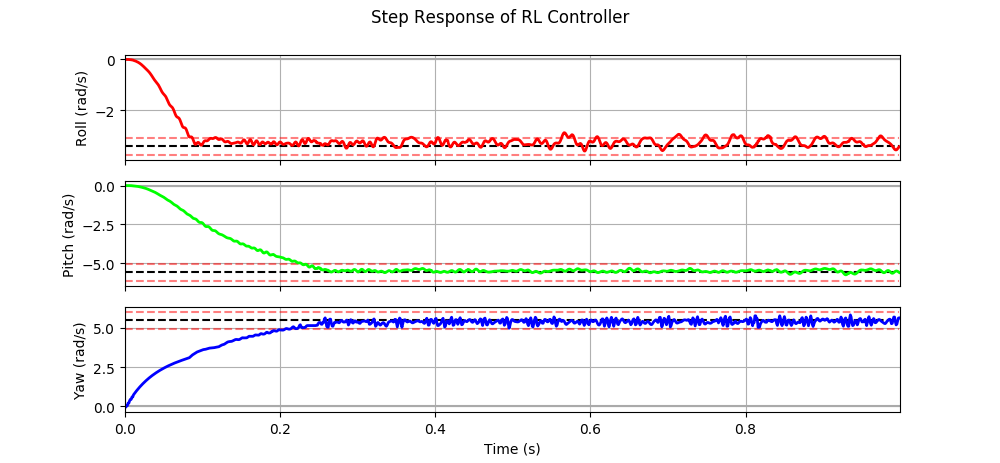 Step Response of RL Controller
Roll (rad/s)
0
−2
Pitch (rad/s)
0.0
−2.5
−5.0
Yaw (rad/s)
5.0
2.5
0.0
0.0 0.2 0.4 0.6 0.8
Time (s)